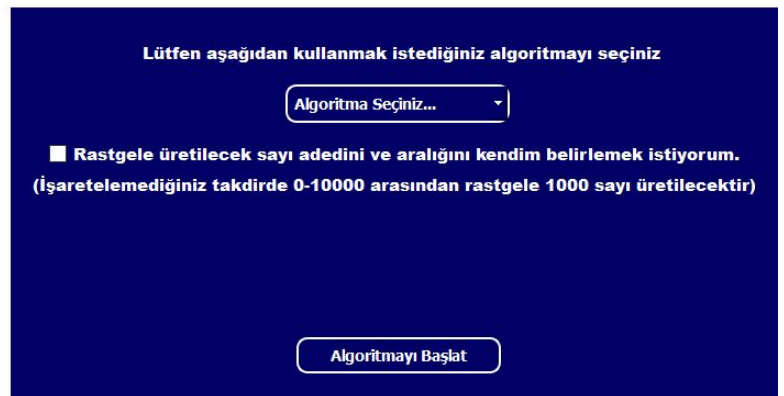 Lütfen aşağıdan kullanmak istediğiniz algoritmayı seçiniz
Algoritma Seçiniz...
Rastgele üretilecek sayı adedini ve aralığını kendim belirlemek istiyorum.
(İşaretelemediğiniz takdirde 0-10000 arasından rastgele 1000 sayı üretilecektir)
Algoritmayı Başlat